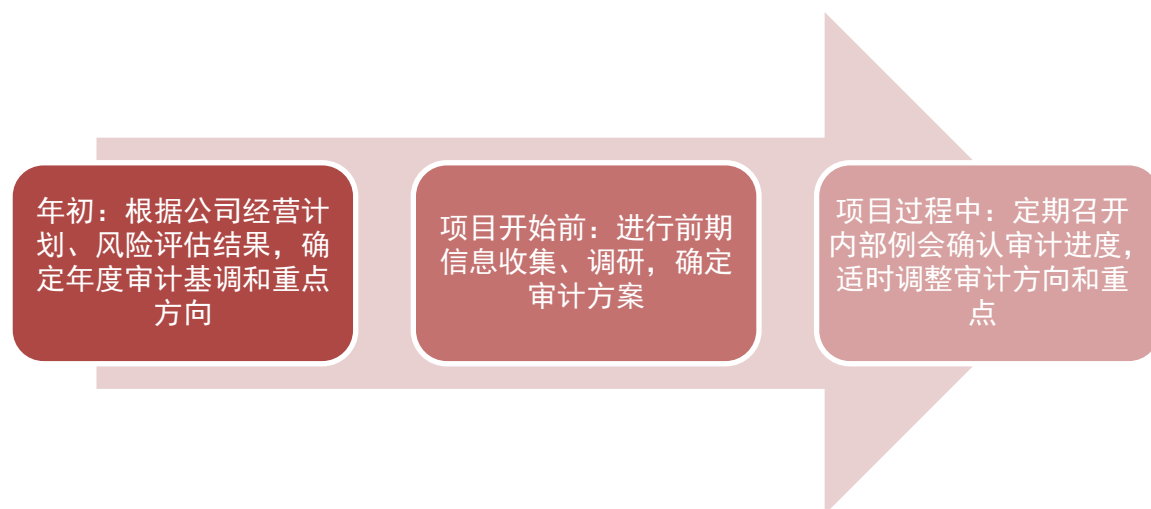 年初：根据公司经营计
划、风险评估结果，确
定年度审计基调和重点
方向
项目开始前：进行前期
信息收集、调研，确定
审计方案
项目过程中：定期召开
内部例会确认审计进度，
适时调整审计方向和重
点